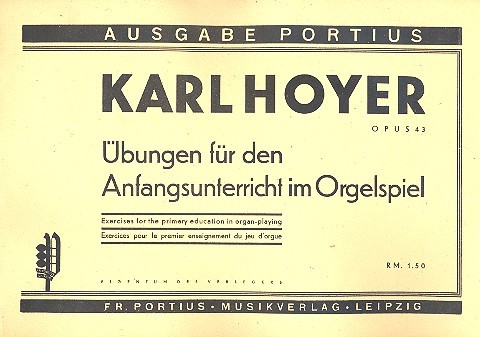 AUSGABE PORTIUS
KARL HOYER
OPUS 43
Übungen für den
Anfangsunterricht im Orgelspiel
Exercises for the primary education in organ-playing
Exercices pour le premier enseignement du jeu d'orgue
RM. 1.50
EIGENTUM DES VERLEGERS
FR. PORTIUS • MUSIKVERLAG • LEIPZIG